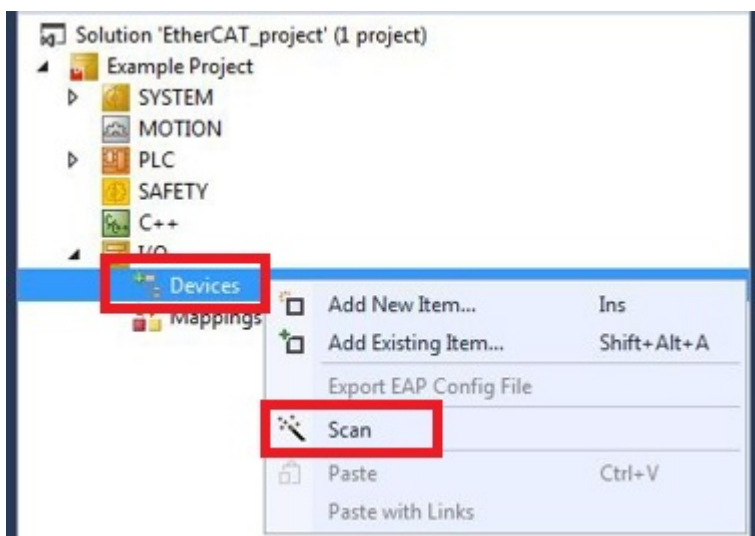 Solution 'EtherCAT_project' (1 project)
Example Project
SYSTEM
MOTION
PLC
SAFETY
C++
I/O
Devices
Mappings
Add New Item... Ins
Add Existing Item... Shift+Alt+A
Export EAP Config File
Scan
Paste Ctrl+V
Paste with Links